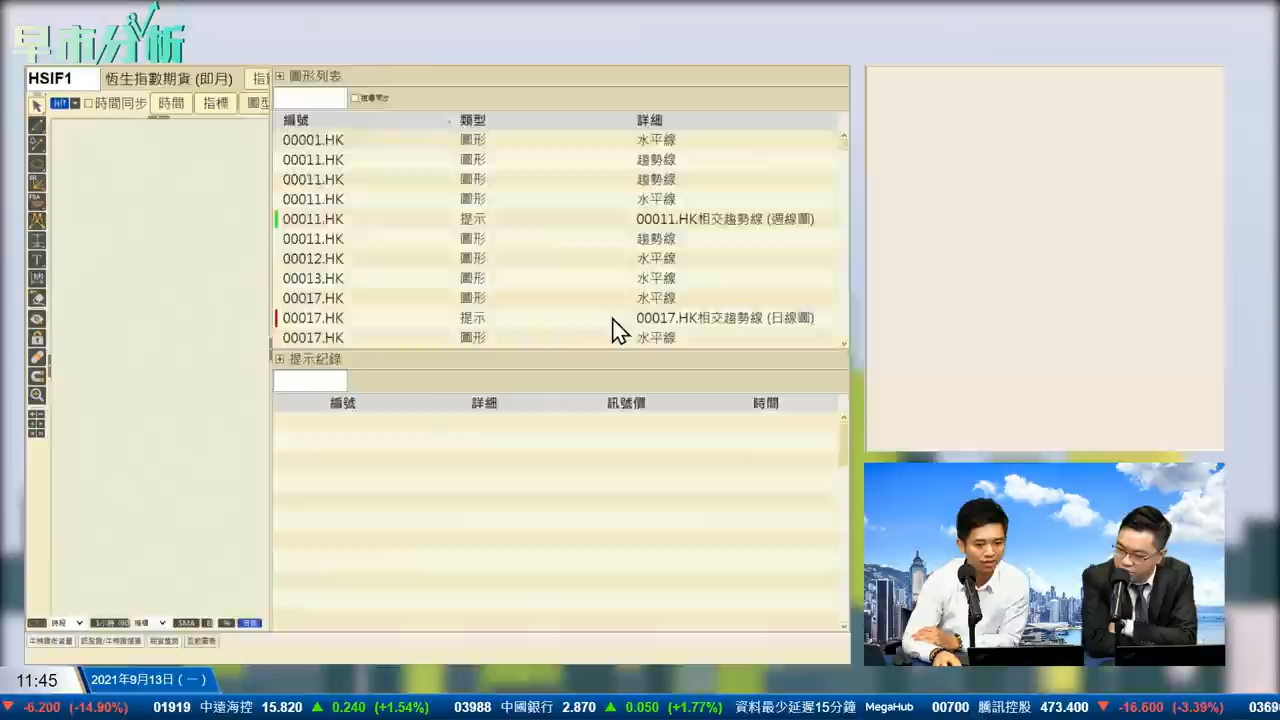 早市分析
HSIF1 恆生指數期貨 (即月)
時間同步 時間 指標
圖形列表
編號 類型 詳細
00001.HK 圖形 水平線
00011.HK 圖形 趨勢線
00011.HK 圖形 趨勢線
00011.HK 圖形 水平線
00011.HK 提示 00011.HK相交趨勢線 (週線圖)
00011.HK 圖形 趨勢線
00012.HK 圖形 水平線
00013.HK 圖形 水平線
00017.HK 圖形 水平線
00017.HK 提示 00017.HK相交趨勢線 (日線圖)
00017.HK 圖形 水平線
提示紀錄
編號 詳細 訊號價 時間
時段 SMA %
11:45 2021年9月13日 (一)
-6.200 (-14.90%) 01919 中遠海控 15.820 0.240 (+1.54%) 03988 中國銀行 2.870 0.050 (+1.77%) 資料最少延遲15分鐘 MegaHub 00700 騰訊控股 473.400 -16.600 (-3.39%)